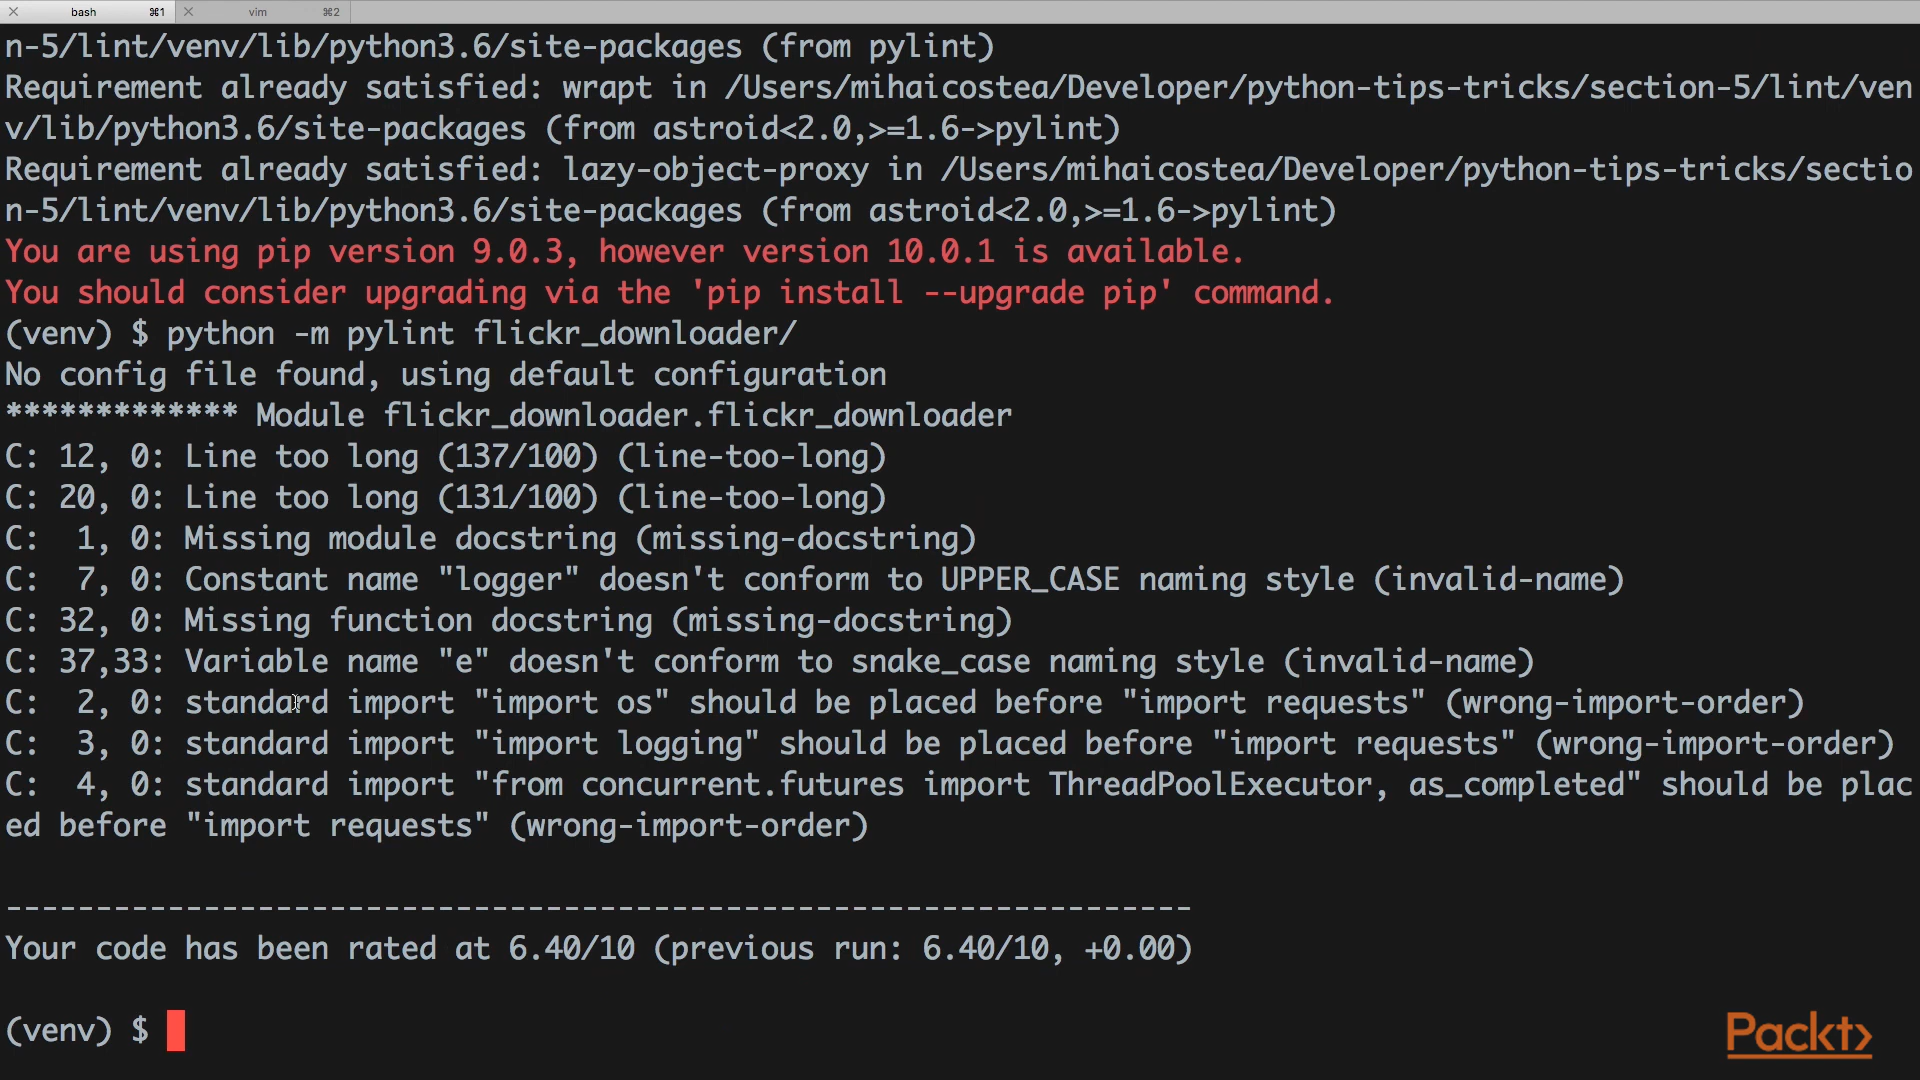 bash ⌘1 vim ⌘2
n-5/lint/venv/lib/python3.6/site-packages (from pylint)
Requirement already satisfied: wrapt in /Users/mihaicostea/Developer/python-tips-tricks/section-5/lint/ven
v/lib/python3.6/site-packages (from astroid<2.0,>=1.6->pylint)
Requirement already satisfied: lazy-object-proxy in /Users/mihaicostea/Developer/python-tips-tricks/sectio
n-5/lint/venv/lib/python3.6/site-packages (from astroid<2.0,>=1.6->pylint)
You are using pip version 9.0.3, however version 10.0.1 is available.
You should consider upgrading via the 'pip install --upgrade pip' command.
(venv) $ python -m pylint flickr_downloader/
No config file found, using default configuration
************* Module flickr_downloader.flickr_downloader
C: 12, 0: Line too long (137/100) (line-too-long)
C: 20, 0: Line too long (131/100) (line-too-long)
C:  1, 0: Missing module docstring (missing-docstring)
C:  7, 0: Constant name "logger" doesn't conform to UPPER_CASE naming style (invalid-name)
C: 32, 0: Missing function docstring (missing-docstring)
C: 37,33: Variable name "e" doesn't conform to snake_case naming style (invalid-name)
C:  2, 0: standard import "import os" should be placed before "import requests" (wrong-import-order)
C:  3, 0: standard import "import logging" should be placed before "import requests" (wrong-import-order)
C:  4, 0: standard import "from concurrent.futures import ThreadPoolExecutor, as_completed" should be plac
ed before "import requests" (wrong-import-order)
------------------------------------------------------------------
Your code has been rated at 6.40/10 (previous run: 6.40/10, +0.00)
(venv) $
Packt>